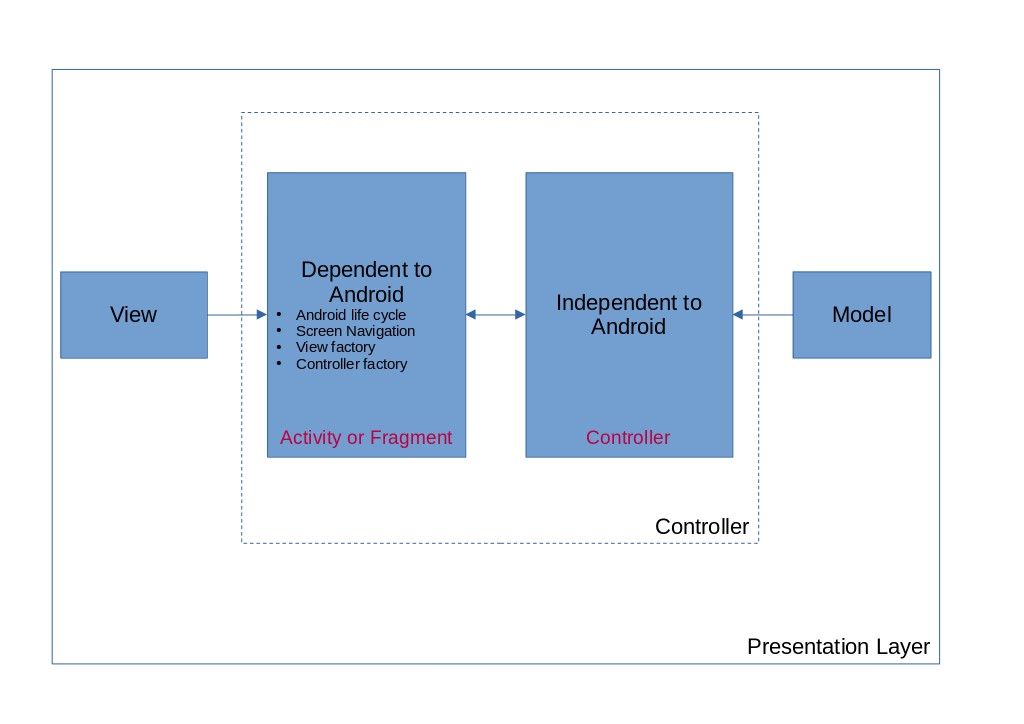 View
Dependent to
Android
• Android life cycle
• Screen Navigation
• View factory
• Controller factory
Activity or Fragment
Independent to
Android
Controller
Model
Controller
Presentation Layer